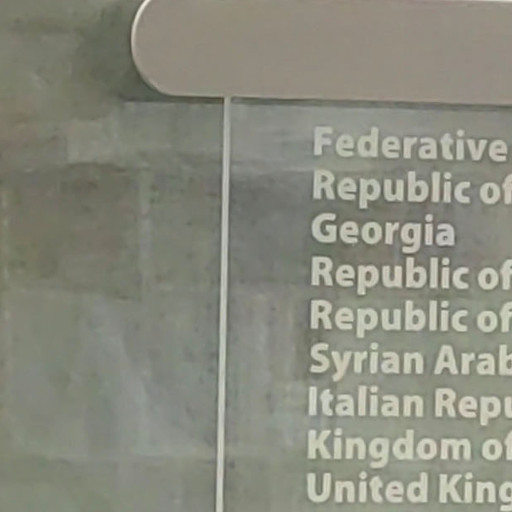 Federative
Republic of
Georgia
Republic of
Republic of
Syrian Arab
Italian Repu
Kingdom of
United King